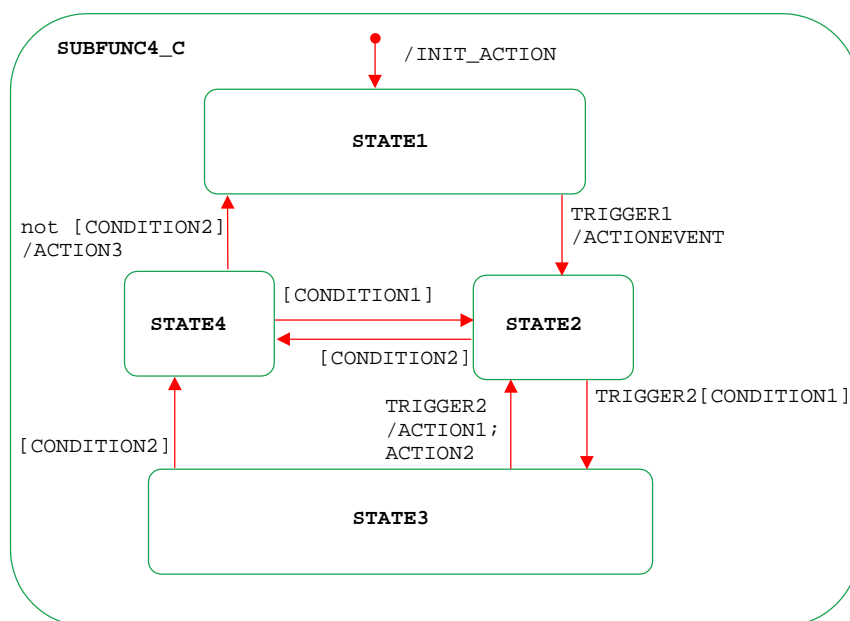 SUBFUNC4_C
/INIT_ACTION
STATE1
not [CONDITION2]
/ACTION3
TRIGGER1
/ACTIONEVENT
[CONDITION1]
STATE4
STATE2
[CONDITION2]
TRIGGER2
/ACTION1;
ACTION2
TRIGGER2[CONDITION1]
[CONDITION2]
STATE3